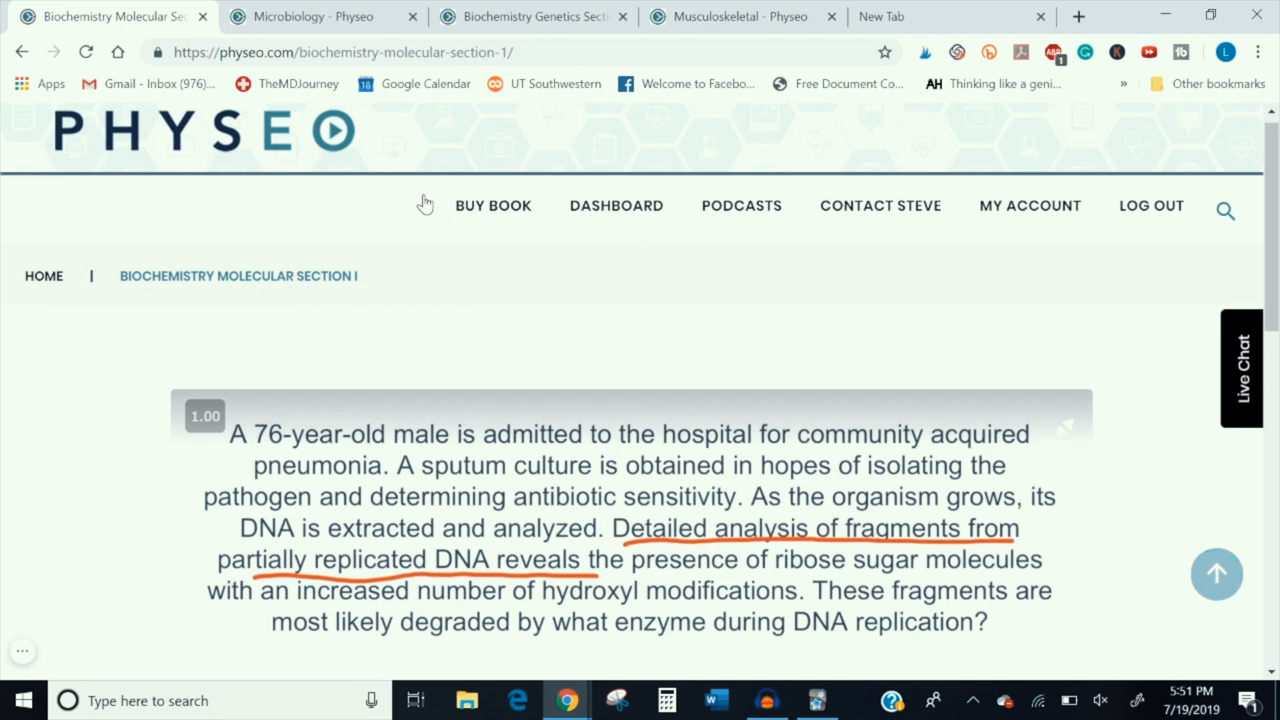 Biochemistry Molecular Sec
Microbiology - Physeo
Biochemistry Genetics Secti
Musculoskeletal - Physeo
New Tab
https://physeo.com/biochemistry-molecular-section-1/
ABP
1
L
Apps
Gmail - Inbox (976)...
TheMDJourney
18
Google Calendar
UT Southwestern
Welcome to Facebo...
Free Document Co...
AH
Thinking like a geni...
»
Other bookmarks
PHYSEO
BUY BOOK
DASHBOARD
PODCASTS
CONTACT STEVE
MY ACCOUNT
LOG OUT
HOME | BIOCHEMISTRY MOLECULAR SECTION I
Live Chat
1.00
A 76-year-old male is admitted to the hospital for community acquired
pneumonia. A sputum culture is obtained in hopes of isolating the
pathogen and determining antibiotic sensitivity. As the organism grows, its
DNA is extracted and analyzed. Detailed analysis of fragments from
partially replicated DNA reveals the presence of ribose sugar molecules
with an increased number of hydroxyl modifications. These fragments are
most likely degraded by what enzyme during DNA replication?
...
Type here to search
5:51 PM
7/19/2019
1